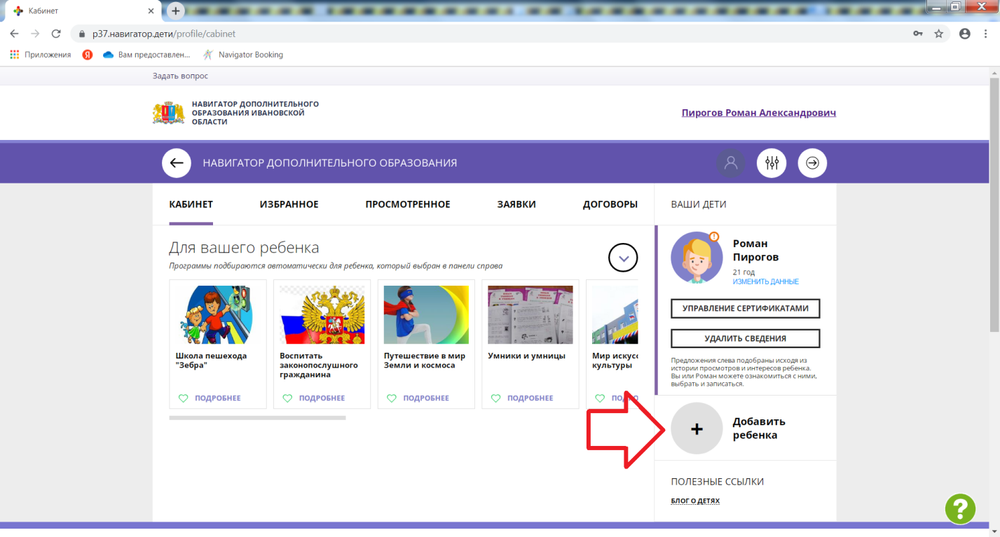 Кабинет
p37.навигатор.дети/profile/cabinet
Приложения
Я
Вам предоставлен...
Navigator Booking
Задать вопрос
НАВИГАТОР ДОПОЛНИТЕЛЬНОГО
ОБРАЗОВАНИЯ ИВАНОВСКОЙ
ОБЛАСТИ
Пирогов Роман Александрович
НАВИГАТОР ДОПОЛНИТЕЛЬНОГО ОБРАЗОВАНИЯ
КАБИНЕТ
ИЗБРАННОЕ
ПРОСМОТРЕННОЕ
ЗАЯВКИ
ДОГОВОРЫ
Для вашего ребенка
Программы подбираются автоматически для ребенка, который выбран в панели справа
Школа пешехода
"Зебра"
ПОДРОБНЕЕ
Воспитать
законопослушного
гражданина
ПОДРОБНЕЕ
Путешествие в мир
Земли и космоса
ПОДРОБНЕЕ
Умники и умницы
ПОДРОБНЕЕ
Мир искусс
культуры
ВАШИ ДЕТИ
Роман
Пирогов
21 год
ИЗМЕНИТЬ ДАННЫЕ
УПРАВЛЕНИЕ СЕРТИФИКАТАМИ
УДАЛИТЬ СВЕДЕНИЯ
Предложения слева подобраны исходя из
истории просмотров и интересов ребенка.
Вы или Роман можете ознакомиться с ними,
выбрать и записаться.
+
Добавить
ребенка
ПОЛЕЗНЫЕ ССЫЛКИ
БЛОГ О ДЕТЯХ
?